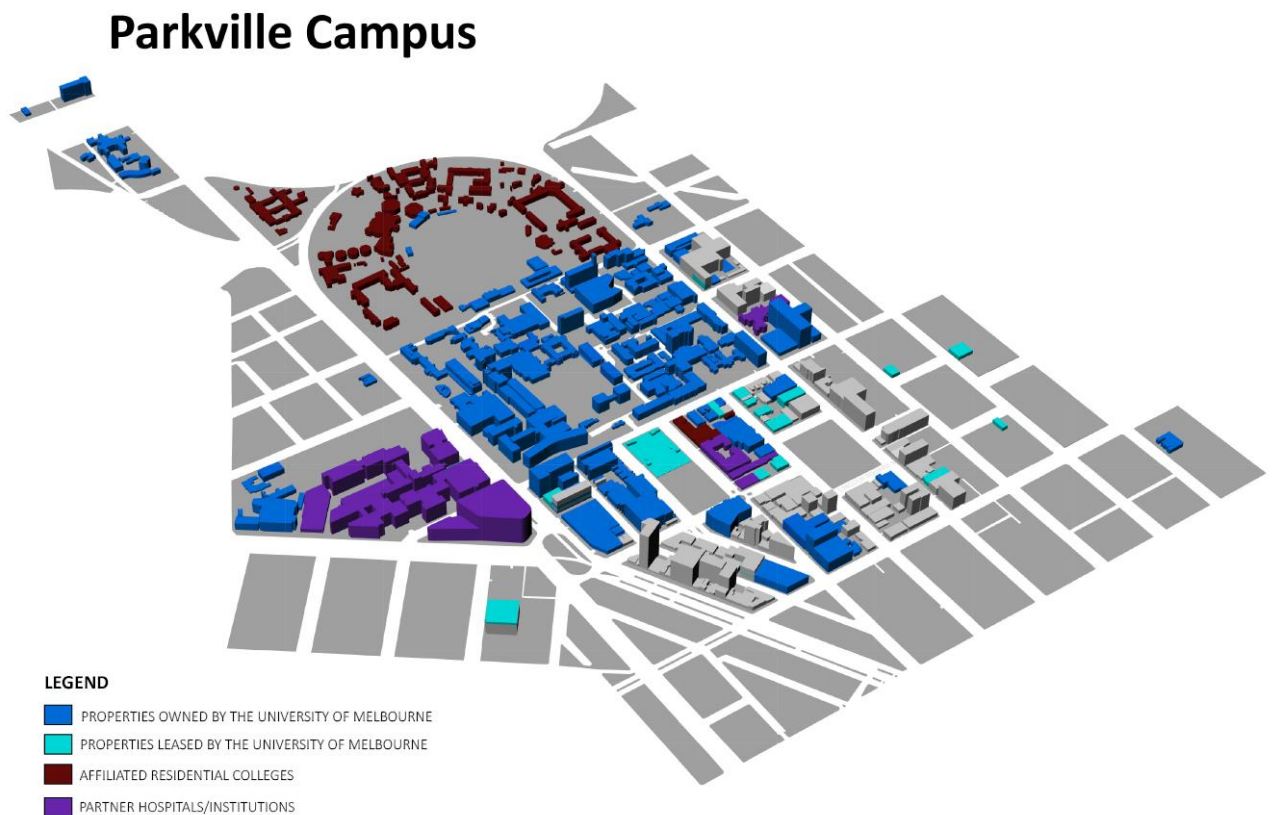 Parkville Campus
LEGEND
PROPERTIES OWNED BY THE UNIVERSITY OF MELBOURNE
PROPERTIES LEASED BY THE UNIVERSITY OF MELBOURNE
AFFILIATED RESIDENTIAL COLLEGES
PARTNER HOSPITALS/INSTITUTIONS